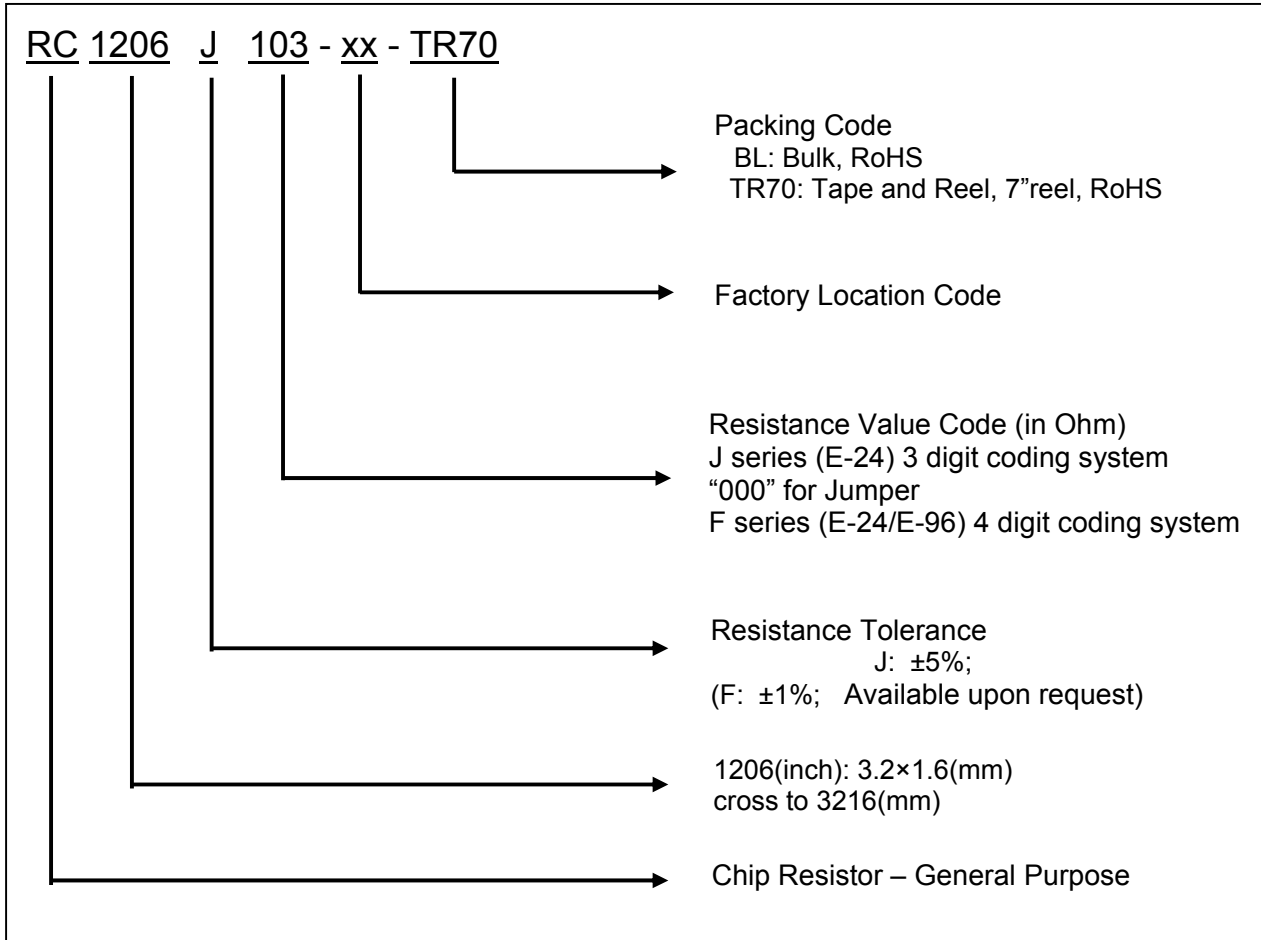 RC 1206 J 103 - xx - TR70
Packing Code
BL: Bulk, RoHS
TR70: Tape and Reel, 7”reel, RoHS
Factory Location Code
Resistance Value Code (in Ohm)
J series (E-24) 3 digit coding system
“000” for Jumper
F series (E-24/E-96) 4 digit coding system
Resistance Tolerance
J: ±5%;
(F: ±1%; Available upon request)
1206(inch): 3.2×1.6(mm)
cross to 3216(mm)
Chip Resistor – General Purpose